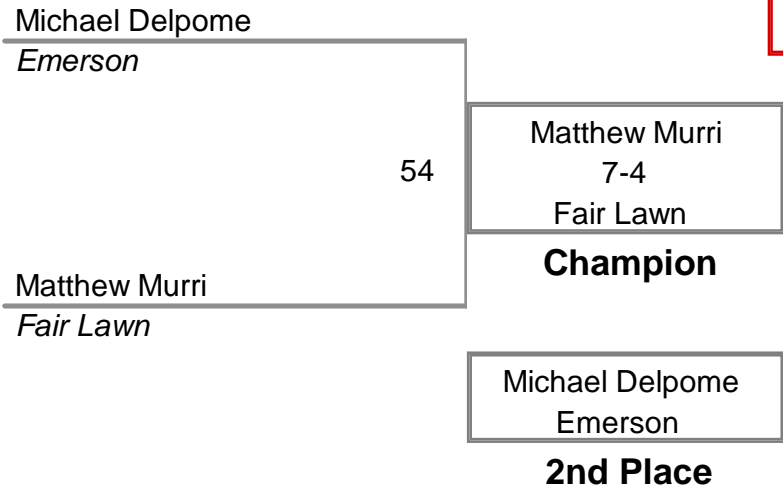 Michael Delpome
Emerson
54
Matthew Murri
7-4
Fair Lawn
Champion
Matthew Murri
Fair Lawn
Michael Delpome
Emerson
2nd Place